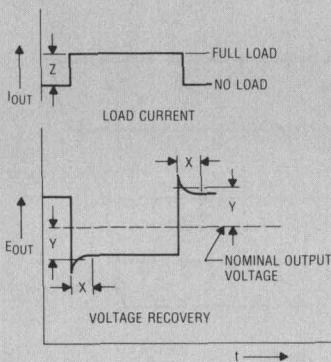 FULL LOAD
Z
NO LOAD
IOUT
LOAD CURRENT
X
Y
EOUT
Y
X
NOMINAL OUTPUT
VOLTAGE
VOLTAGE RECOVERY
t